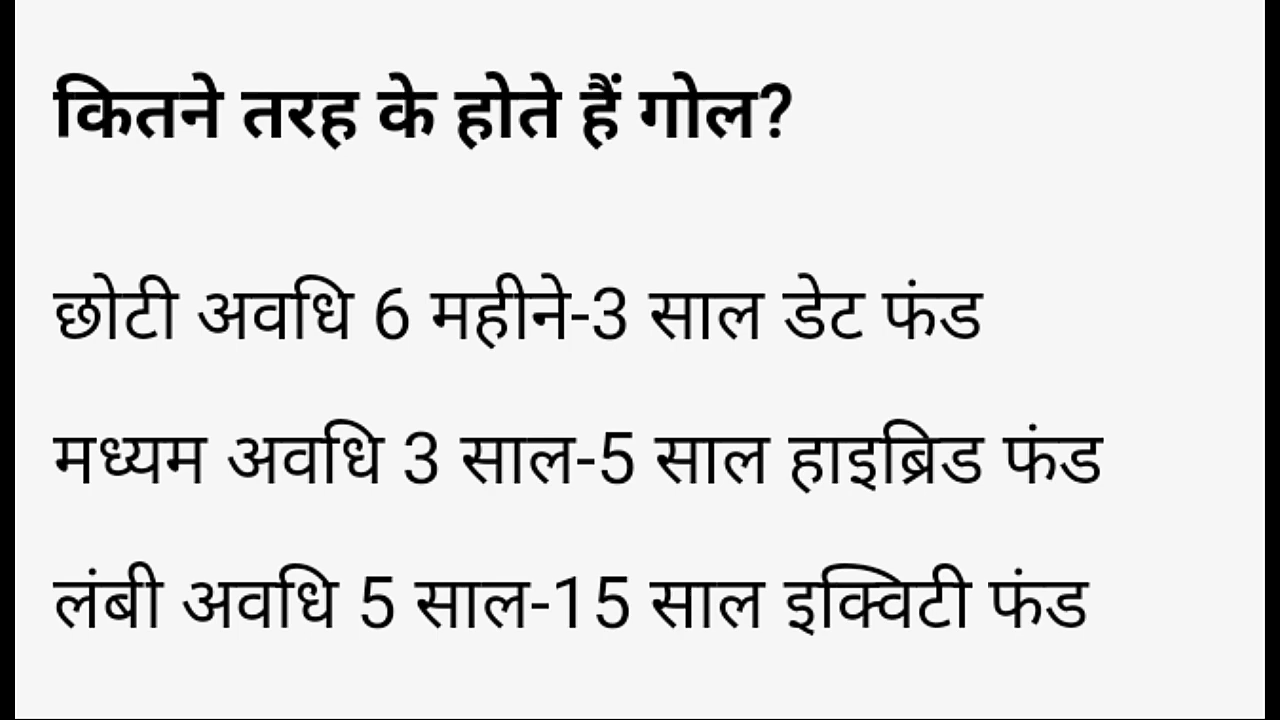 कितने तरह के होते हैं गोल?
छोटी अवधि 6 महीने-3 साल डेट फंड
मध्यम अवधि 3 साल-5 साल हाइब्रिड फंड
लंबी अवधि 5 साल-15 साल इक्विटी फंड